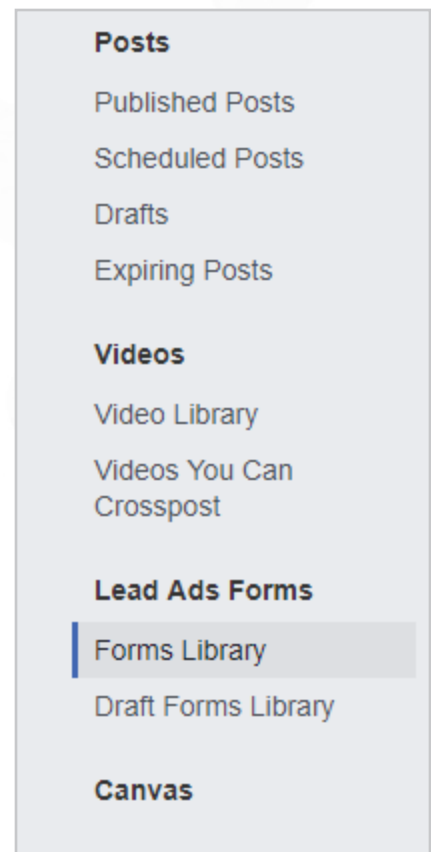 Posts
Published Posts
Scheduled Posts
Drafts
Expiring Posts
Videos
Video Library
Videos You Can
Crosspost
Lead Ads Forms
Forms Library
Draft Forms Library
Canvas